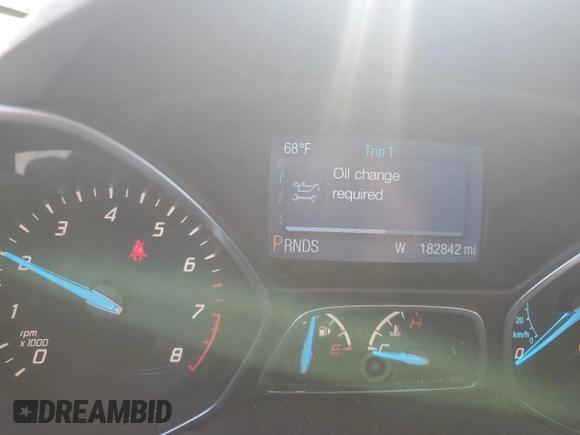 68°F Trip 1
Oil change
required
PRNDS W 182842 mi
1 2 3 4 5 6 7 8
0
rpm
x1000
E
C H
20
km/h
0
0
DREAMBID